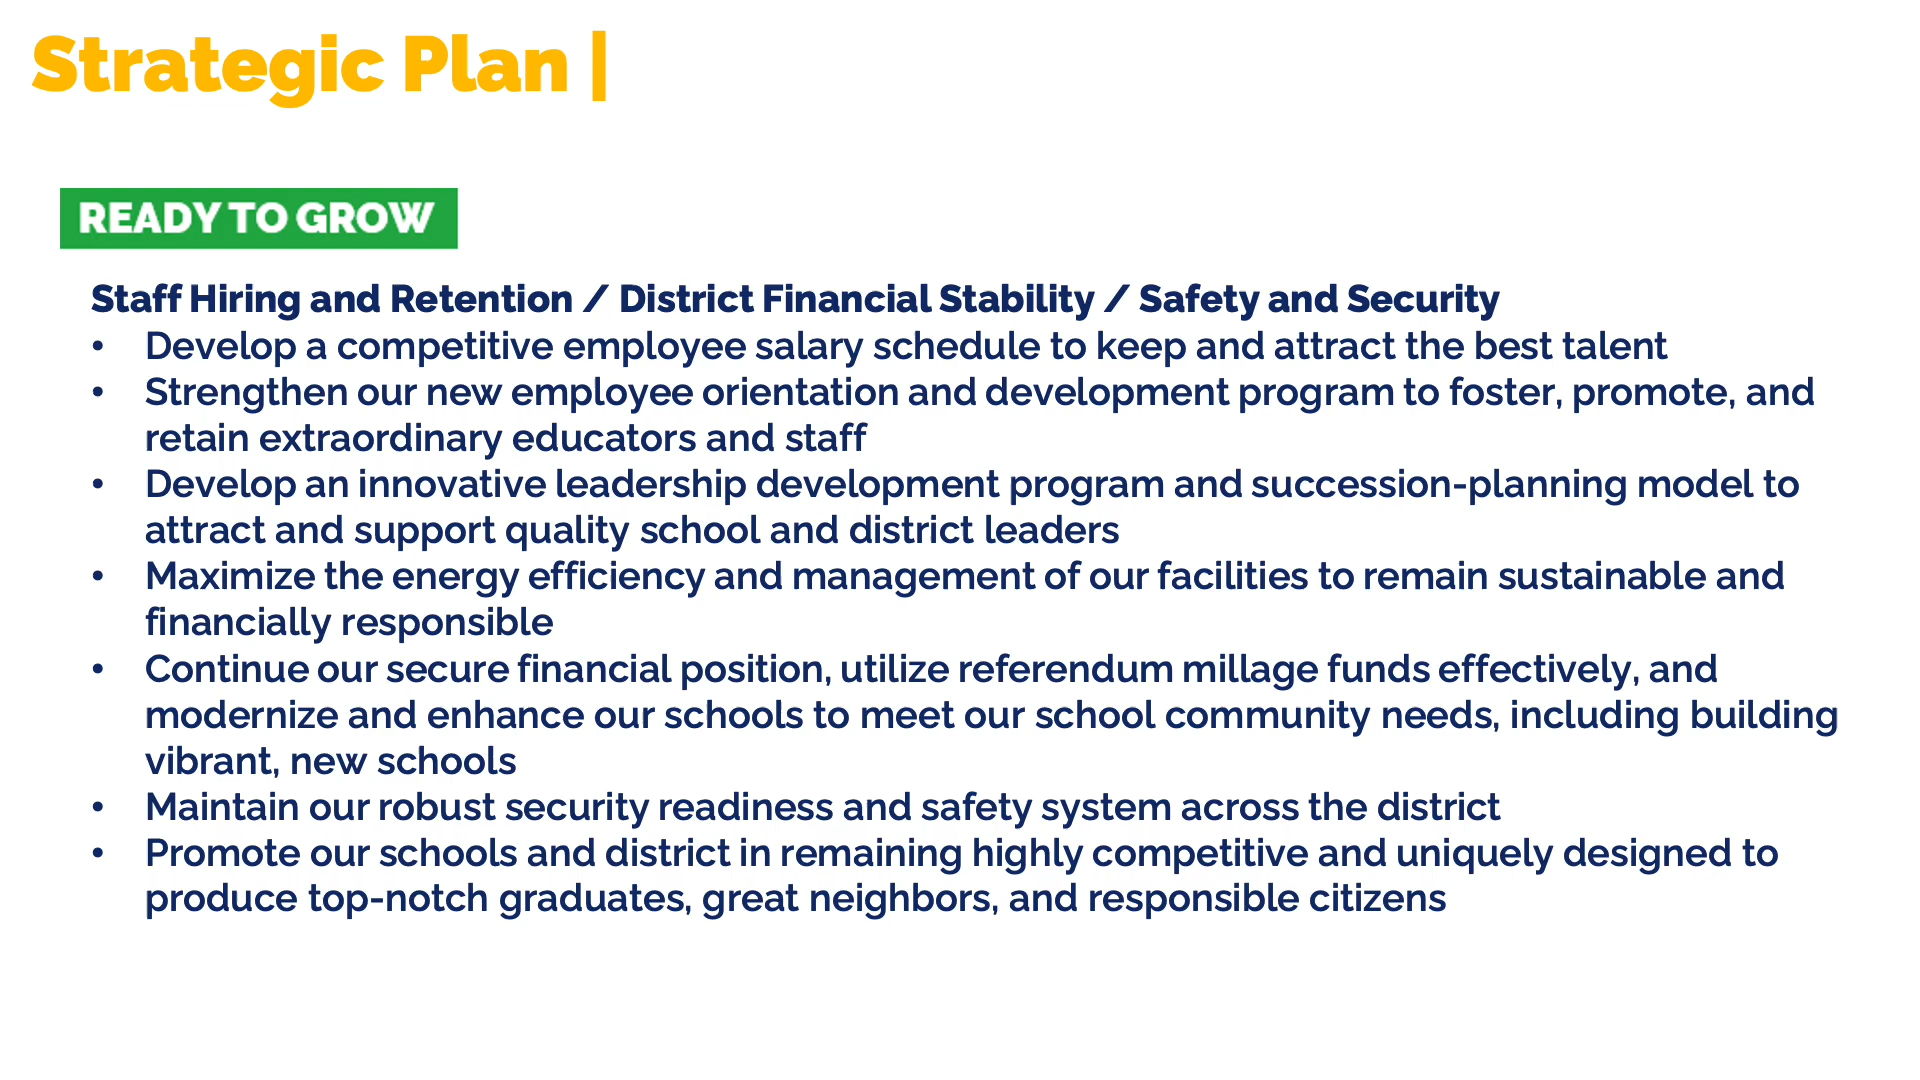 Strategic Plan |
READY TO GROW
Staff Hiring and Retention / District Financial Stability / Safety and Security
• Develop a competitive employee salary schedule to keep and attract the best talent
• Strengthen our new employee orientation and development program to foster, promote, and
retain extraordinary educators and staff
• Develop an innovative leadership development program and succession-planning model to
attract and support quality school and district leaders
• Maximize the energy efficiency and management of our facilities to remain sustainable and
financially responsible
• Continue our secure financial position, utilize referendum millage funds effectively, and
modernize and enhance our schools to meet our school community needs, including building
vibrant, new schools
• Maintain our robust security readiness and safety system across the district
• Promote our schools and district in remaining highly competitive and uniquely designed to
produce top-notch graduates, great neighbors, and responsible citizens